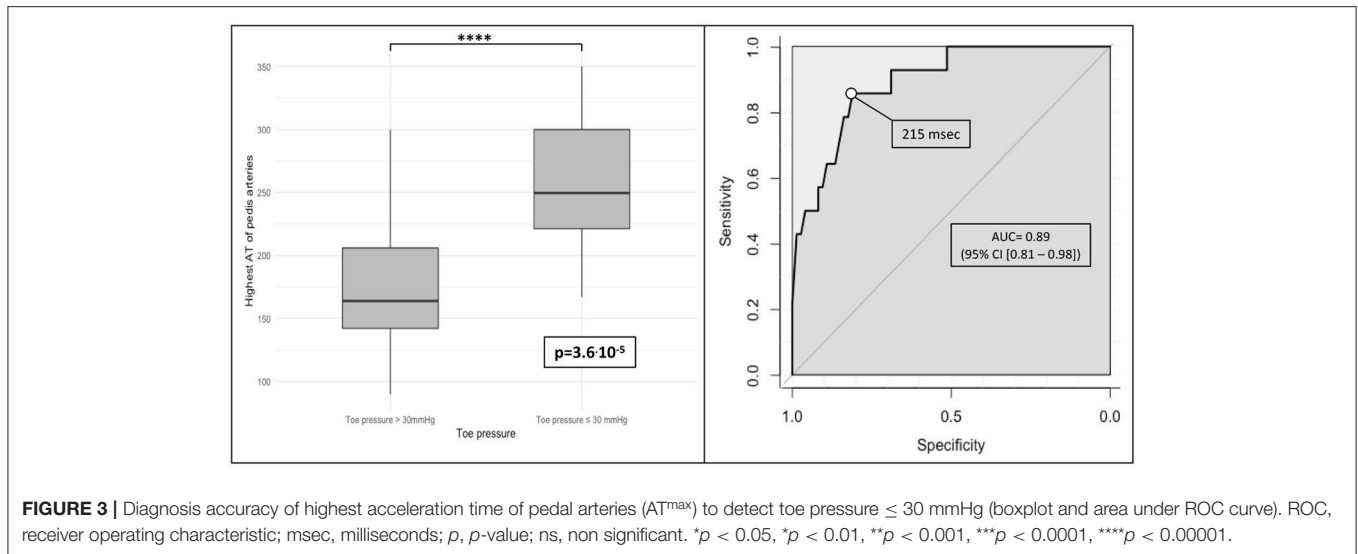 ****
350
300
250
200
150
100
Highest AT of pedis arteries
p=3.6·10-5
Toe pressure > 30mmHg
Toe pressure ≤ 30 mmHg
Toe pressure
1.0
0.8
0.6
0.4
0.2
0.0
Sensitivity
215 msec
AUC= 0.89
(95% CI [0.81 – 0.98])
1.0
0.5
0.0
Specificity
FIGURE 3 | Diagnosis accuracy of highest acceleration time of pedal arteries (ATmax) to detect toe pressure ≤ 30 mmHg (boxplot and area under ROC curve). ROC,
receiver operating characteristic; msec, milliseconds; p, p-value; ns, non significant. *p < 0.05, *p < 0.01, **p < 0.001, ***p < 0.0001, ****p < 0.00001.